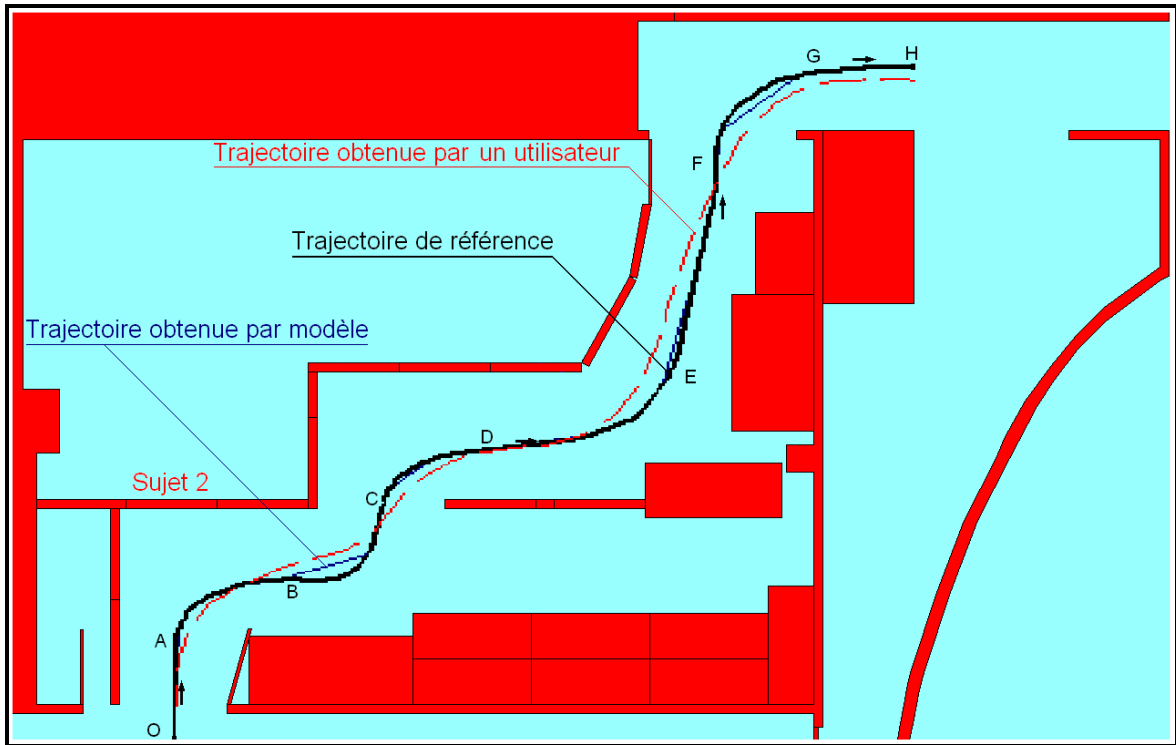 H
G
Trajectoire obtenue par un utilisateur
F
Trajectoire de référence
Trajectoire obtenue par modèle
E
D
Sujet 2
C
B
A
O